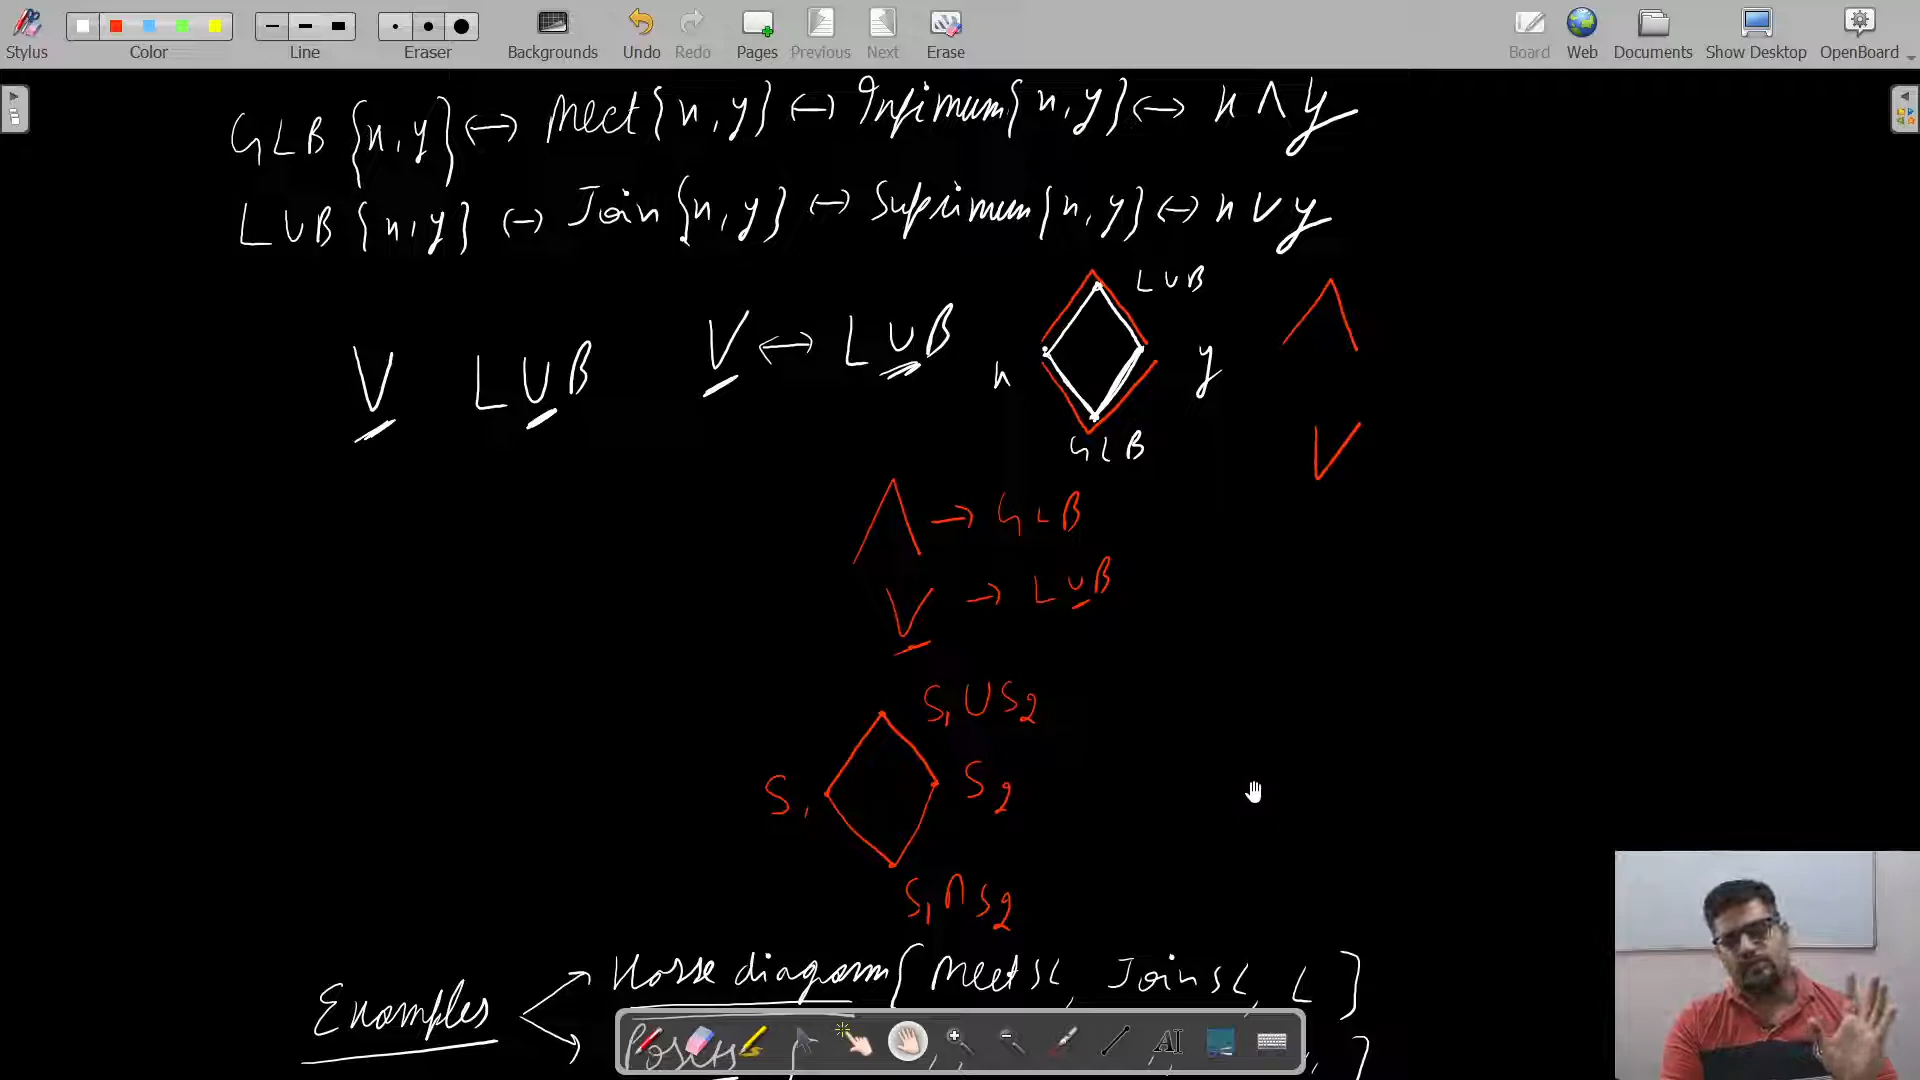 Stylus Color Line Eraser Backgrounds Undo Redo Pages Previous Next Erase Board Web Documents Show Desktop OpenBoard
GLB {x, y} ↔ Meet {x, y} ↔ Infimum {x, y} ↔ x ∧ y
LUB {x, y} ↔ Join {x, y} ↔ Suprimum {x, y} ↔ x ∨ y
V LUB
V ↔ LUB
LUB
x y
GLB
∧
V
∧ → GLB
V → LUB
S1 ∪ S2
S1 S2
S1 ∩ S2
Examples
Hasse diagram { Meet SL, Join SL, L }
Posets